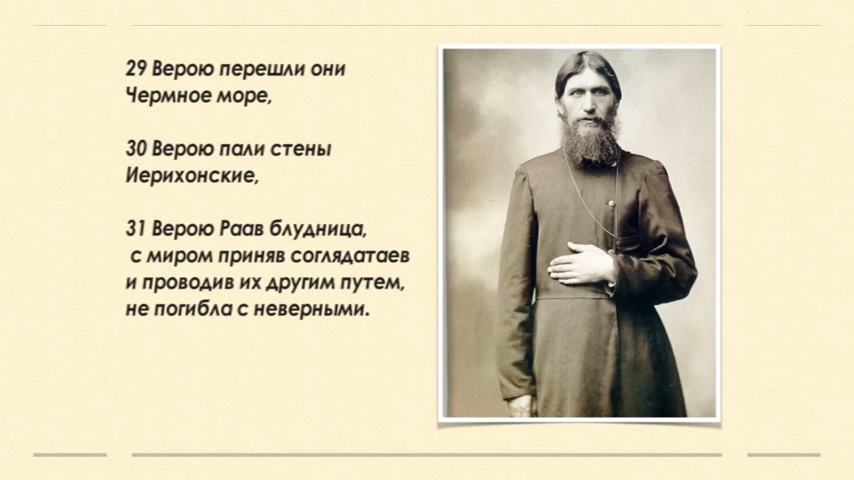 29 Верою перешли они
Чермное море,
30 Верою пали стены
Иерихонские,
31 Верою Раав блудница,
с миром приняв соглядатаев
и проводив их другим путем,
не погибла с неверными.